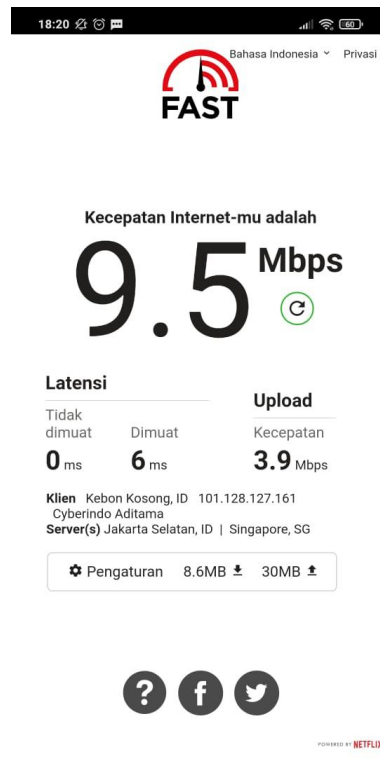 18:20
60
Bahasa Indonesia Privasi
FAST
Kecepatan Internet-mu adalah
9.5 Mbps
Latensi
Upload
Tidak dimuat
Dimuat
Kecepatan
0 ms
6 ms
3.9 Mbps
Klien Kebon Kosong, ID 101.128.127.161
Cyberindo Aditama
Server(s) Jakarta Selatan, ID | Singapore, SG
Pengaturan 8.6MB 30MB
POWERED BY NETFLIX